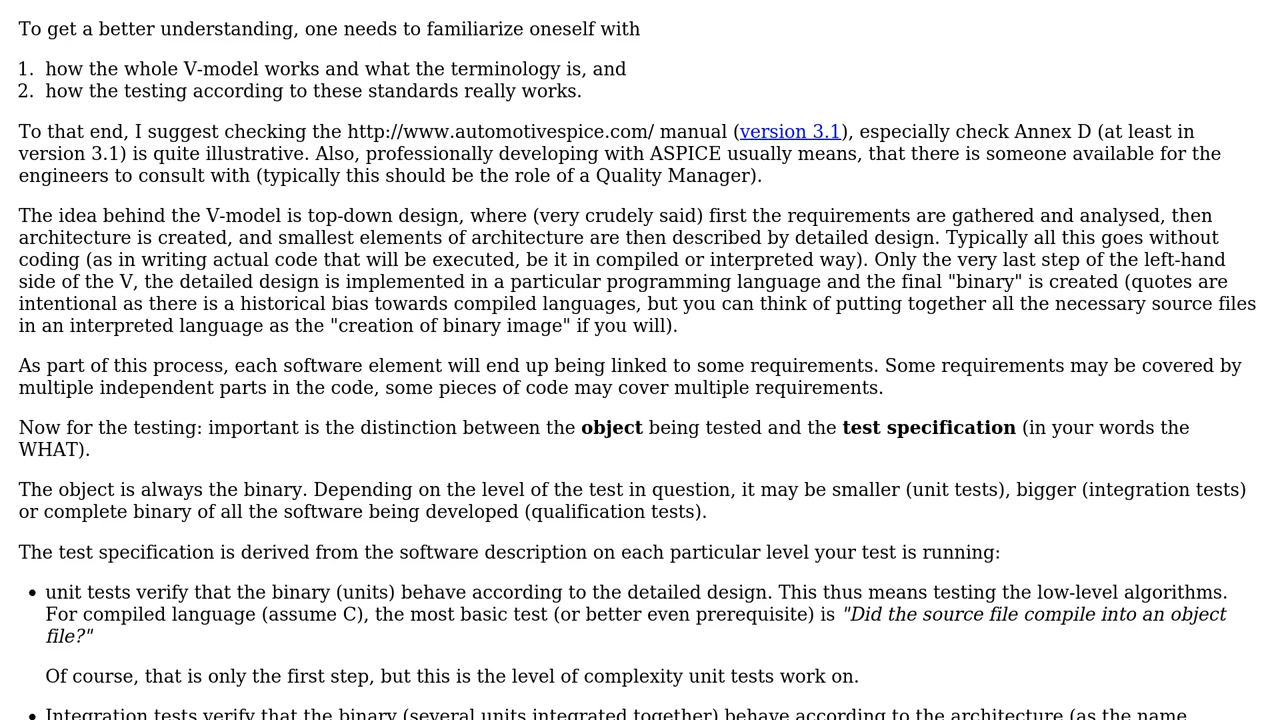 To get a better understanding, one needs to familiarize oneself with
1. how the whole V-model works and what the terminology is, and
2. how the testing according to these standards really works.
To that end, I suggest checking the http://www.automotivespice.com/ manual (version 3.1), especially check Annex D (at least in
version 3.1) is quite illustrative. Also, professionally developing with ASPICE usually means, that there is someone available for the
engineers to consult with (typically this should be the role of a Quality Manager).
The idea behind the V-model is top-down design, where (very crudely said) first the requirements are gathered and analysed, then
architecture is created, and smallest elements of architecture are then described by detailed design. Typically all this goes without
coding (as in writing actual code that will be executed, be it in compiled or interpreted way). Only the very last step of the left-hand
side of the V, the detailed design is implemented in a particular programming language and the final "binary" is created (quotes are
intentional as there is a historical bias towards compiled languages, but you can think of putting together all the necessary source files
in an interpreted language as the "creation of binary image" if you will).
As part of this process, each software element will end up being linked to some requirements. Some requirements may be covered by
multiple independent parts in the code, some pieces of code may cover multiple requirements.
Now for the testing: important is the distinction between the object being tested and the test specification (in your words the
WHAT).
The object is always the binary. Depending on the level of the test in question, it may be smaller (unit tests), bigger (integration tests)
or complete binary of all the software being developed (qualification tests).
The test specification is derived from the software description on each particular level your test is running:
• unit tests verify that the binary (units) behave according to the detailed design. This thus means testing the low-level algorithms.
For compiled language (assume C), the most basic test (or better even prerequisite) is "Did the source file compile into an object
file?"
Of course, that is only the first step, but this is the level of complexity unit tests work on.
• Integration tests verify that the binary (several units integrated together) behave according to the architecture (as the name